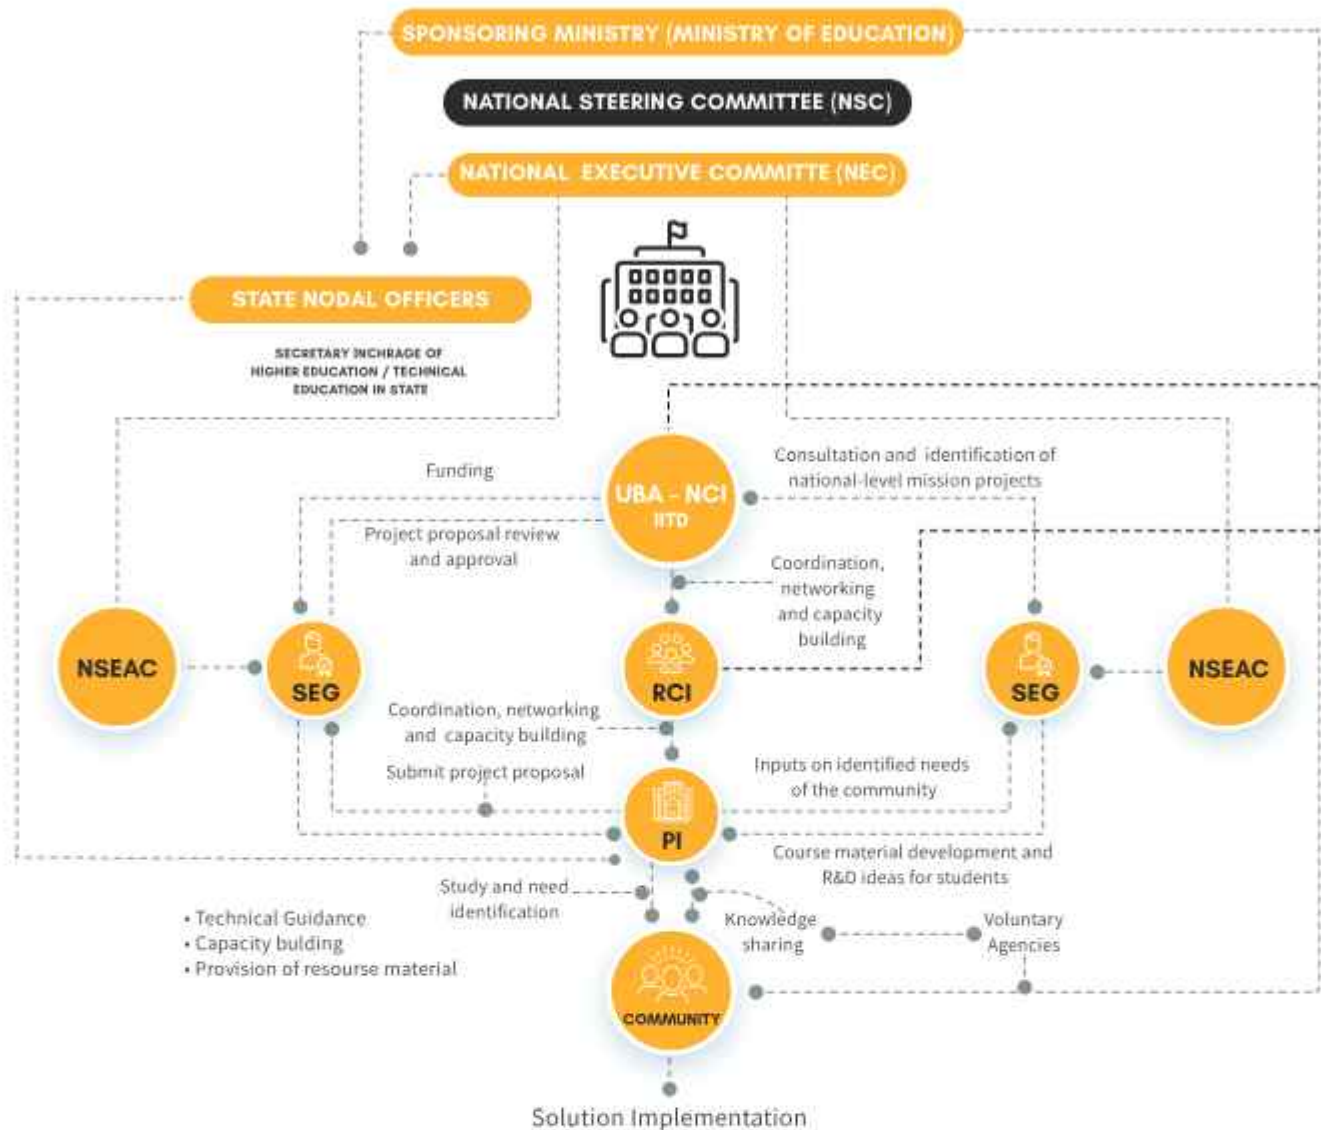 SPONSORING MINISTRY (MINISTRY OF EDUCATION)
NATIONAL STEERING COMMITTEE (NSC)
NATIONAL EXECUTIVE COMMITTE (NEC)
STATE NODAL OFFICERS
SECRETARY INCHRAGE OF
HIGHER EDUCATION / TECHNICAL
EDUCATION IN STATE
Funding
Project proposal review
and approval
UBA - NCI
IITD
Consultation and identification of
national-level mission projects
Coordination,
networking
and capacity
building
NSEAC
SEG
RCI
SEG
NSEAC
Coordination, networking
and capacity building
Submit project proposal
Inputs on identified needs
of the community
PI
Course material development and
R&D ideas for students
Study and need
identification
• Technical Guidance
• Capacity bulding
• Provision of resourse material
Knowledge
sharing
Voluntary
Agencies
COMMUNITY
Solution Implementation